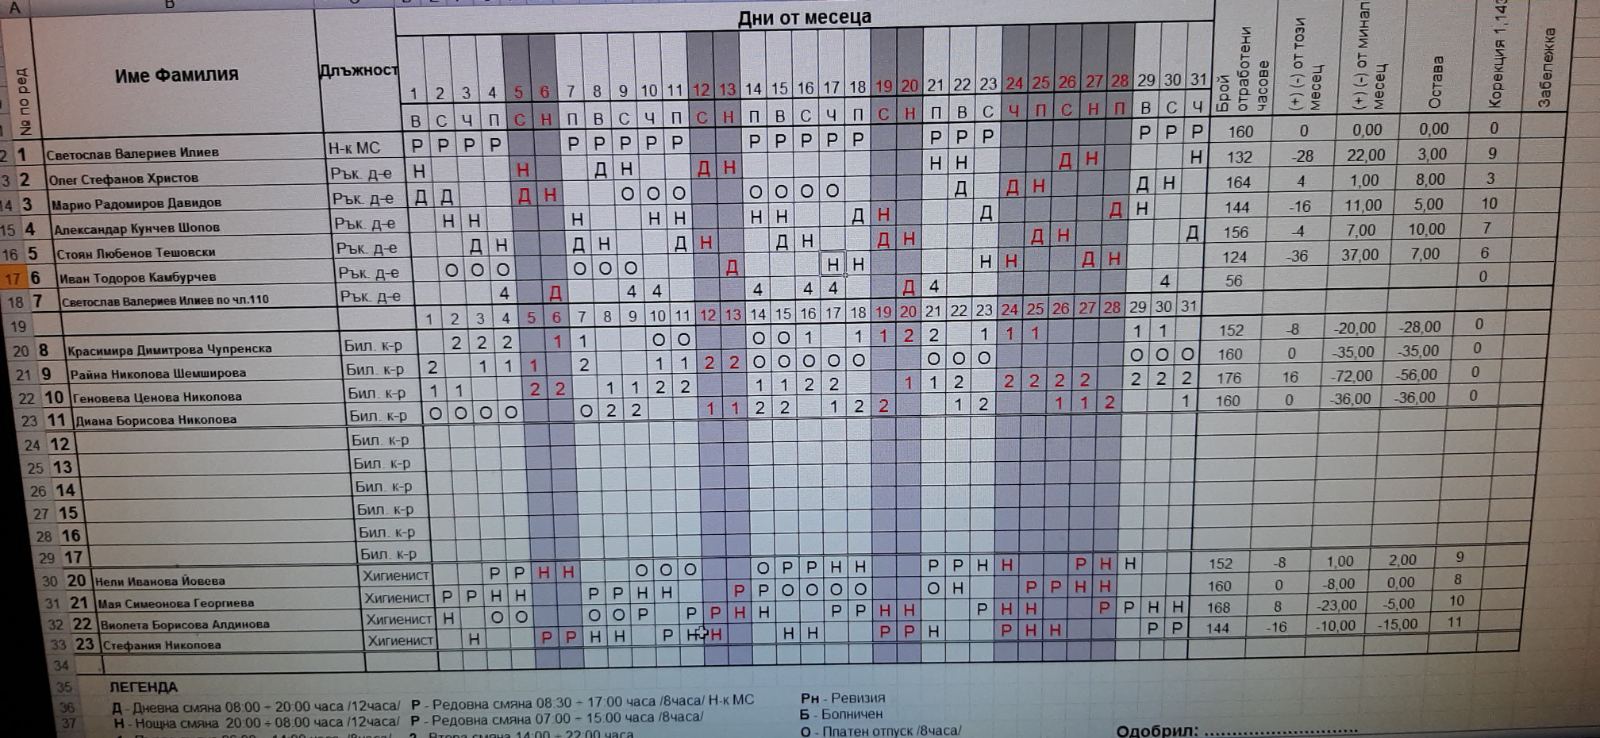 A B
Дни от месеца
№ по ред Име Фамилия Длъжност 1 2 3 4 5 6 7 8 9 10 11 12 13 14 15 16 17 18 19 20 21 22 23 24 25 26 27 28 29 30 31 Брой отработени часове (+) (-) от този месец (+) (-) от минал месец Остава Корекция 1,143 Забележка
В С Ч П С Н П В С Ч П С Н П В С Ч П С Н П В С Ч П С Н П В С Ч
1 Светослав Валериев Илиев Н-к МС Р Р Р Р Р Р Р Р Р Р Р Р Р Р Р Р Р Р Р Р 160 0 0,00 0,00 0
2 Олег Стефанов Христов Рък. д-е Н Н Д Н Д Н Н Н Д Н Н 132 -28 22,00 3,00 9
3 Марио Радомиров Давидов Рък. д-е Д Д Д Н О О О О О О О Д Д Н Д Н 164 4 1,00 8,00 3
4 Александар Кунчев Шопов Рък. д-е Н Н Н Н Н Н Н Д Н Д Д Н 144 -16 11,00 5,00 10
5 Стоян Любенов Тешовски Рък. д-е Д Н Д Н Д Н Д Н Д Н Д Н Д 156 -4 7,00 10,00 7
6 Иван Тодоров Камбурчев Рък. д-е О О О О О О Д Н Н Н Н Д Н 124 -36 37,00 7,00 6
7 Светослав Валериев Илиев по чл.110 Рък. д-е 4 Д 4 4 4 4 4 Д 4 4 56 0
19 1 2 3 4 5 6 7 8 9 10 11 12 13 14 15 16 17 18 19 20 21 22 23 24 25 26 27 28 29 30 31
20 8 Красимира Димитрова Чупренска Бил. к-р 2 2 2 1 1 О О О О 1 1 1 2 2 1 1 1 1 1 152 -8 -20,00 -28,00 0
21 9 Райна Николова Шемширова Бил. к-р 2 1 1 1 2 1 1 2 2 О О О О О О О О О О О 160 0 -35,00 -35,00 0
22 10 Геновева Ценова Николова Бил. к-р 1 1 2 2 1 1 2 2 1 1 2 2 1 1 2 2 2 2 2 2 2 2 176 16 -72,00 -56,00 0
23 11 Диана Борисова Николова Бил. к-р О О О О О 2 2 1 1 2 2 1 2 2 1 2 1 1 2 1 160 0 -36,00 -36,00 0
24 12 Бил. к-р
25 13 Бил. к-р
26 14 Бил. к-р
27 15 Бил. к-р
28 16 Бил. к-р
29 17 Бил. к-р
30 20 Нели Иванова Йовева Хигиенист Р Р Н Н О О О О Р Р Н Н Р Р Н Н Р Н Н 152 -8 1,00 2,00 9
31 21 Мая Симеонова Георгиева Хигиенист Р Р Н Н Р Р Н Н Р Р О О О О О Н Р Р Н Н 160 0 -8,00 0,00 8
32 22 Виолета Борисова Алдинова Хигиенист Н О О О О Р Р Р Н Н Р Р Н Н Р Н Н Р Р Н Н 168 8 -23,00 -5,00 10
33 23 Стефания Николова Хигиенист Н Р Р Н Н Р Н Н Н Н Р Р Н Р Н Н Р Р 144 -16 -10,00 -15,00 11
34
35 ЛЕГЕНДА
36 Д - Дневна смяна 08:00 ÷ 20:00 часа /12часа/ Р - Редовна смяна 08:30 ÷ 17:00 часа /8часа/ Н-к МС Рн - Ревизия
37 Н - Нощна смяна 20:00 ÷ 08:00 часа /12часа/ Р - Редовна смяна 07:00 ÷ 15:00 часа /8часа/ Б - Болничен
2 Втора смяна 14:00 ÷ 22:00 часа О - Платен отпуск /8часа/ Одобрил: ..............................